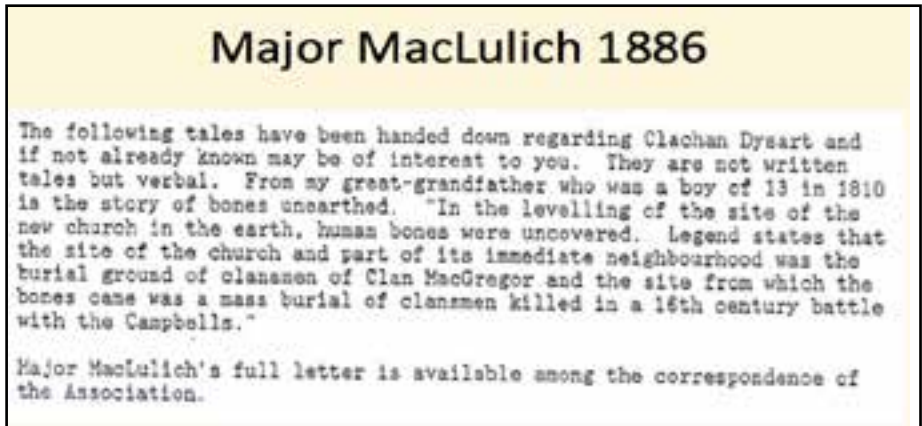 Major MacLulich 1886
The following tales have been handed down regarding Clachan Dysart and
if not already known may be of interest to you. They are not written
tales but verbal. From my great-grandfather who was a boy of 13 in 1810
is the story of bones unearthed. "In the levelling of the site of the
new church in the earth, human bones were uncovered. Legend states that
the site of the church and part of its immediate neighbourhood was the
burial ground of clansmen of Clan MacGregor and the site from which the
bones came was a mass burial of clansmen killed in a 16th century battle
with the Campbells."
Major MacLulich's full letter is available among the correspondence of
the Association.